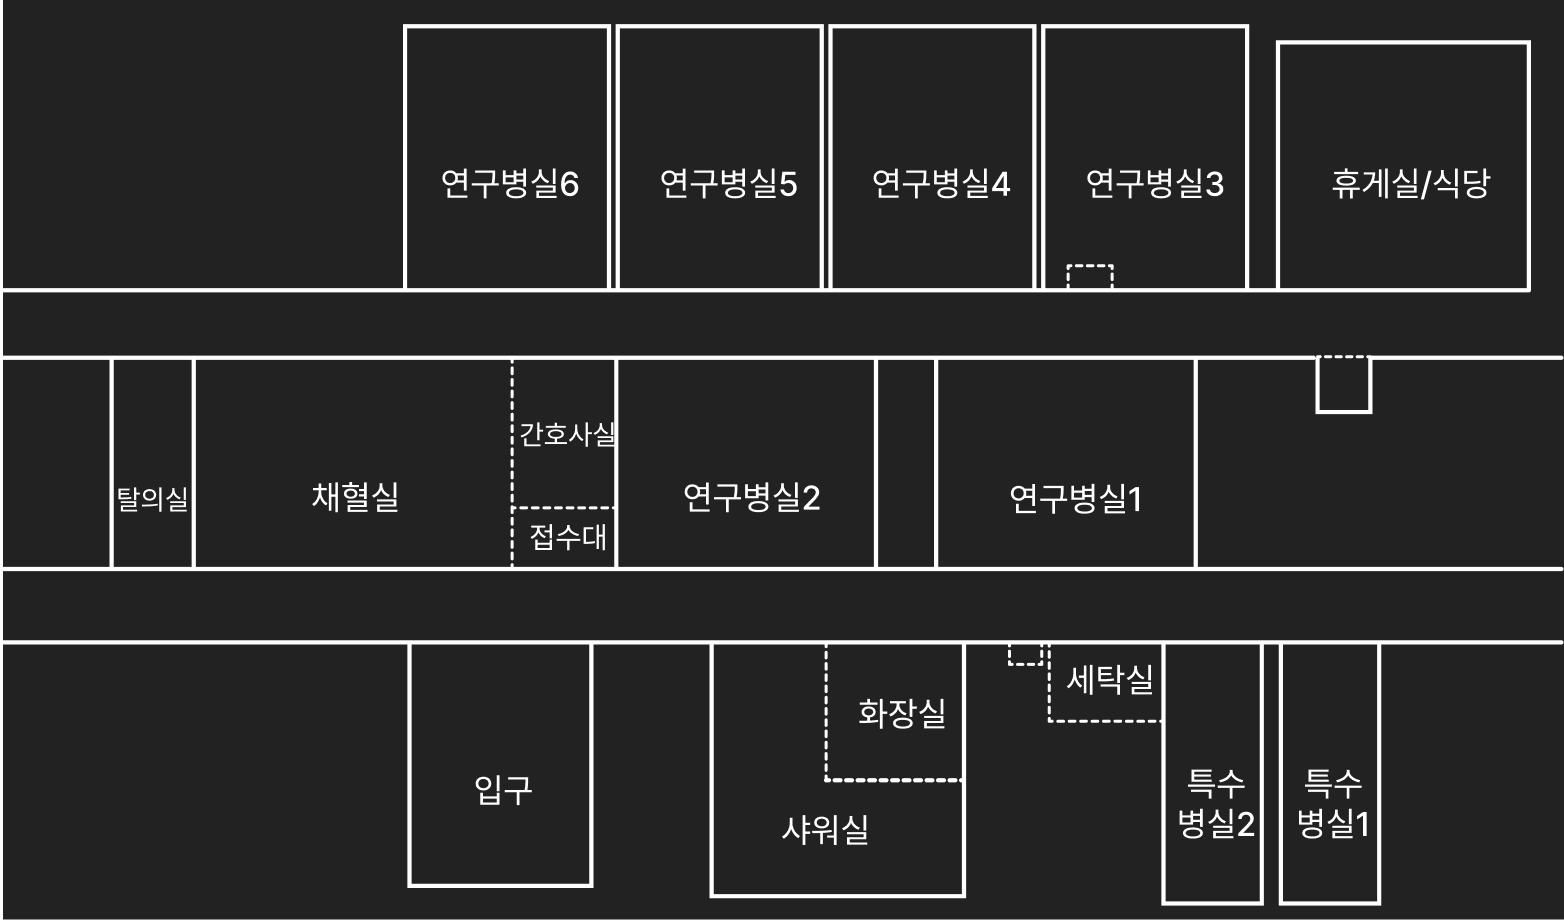 연구병실6
연구병실5
연구병실4
연구병실3
휴게실/식당
탈의실
채혈실
간호사실
접수대
연구병실2
연구병실1
입구
샤워실
화장실
세탁실
특수
병실2
특수
병실1